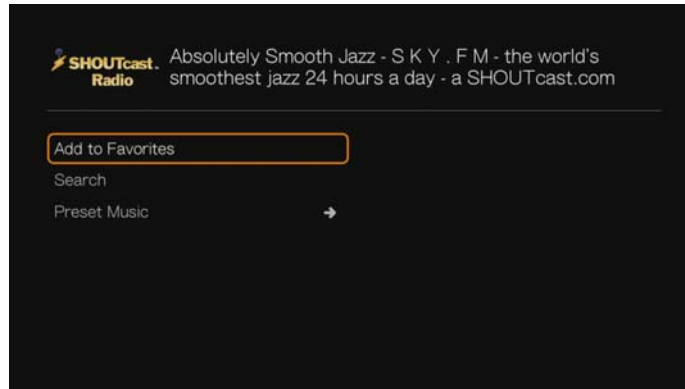 SHOUTcast
Radio
Absolutely Smooth Jazz - S K Y . F M - the world's
smoothest jazz 24 hours a day - a SHOUTcast.com
Add to Favorites
Search
Preset Music